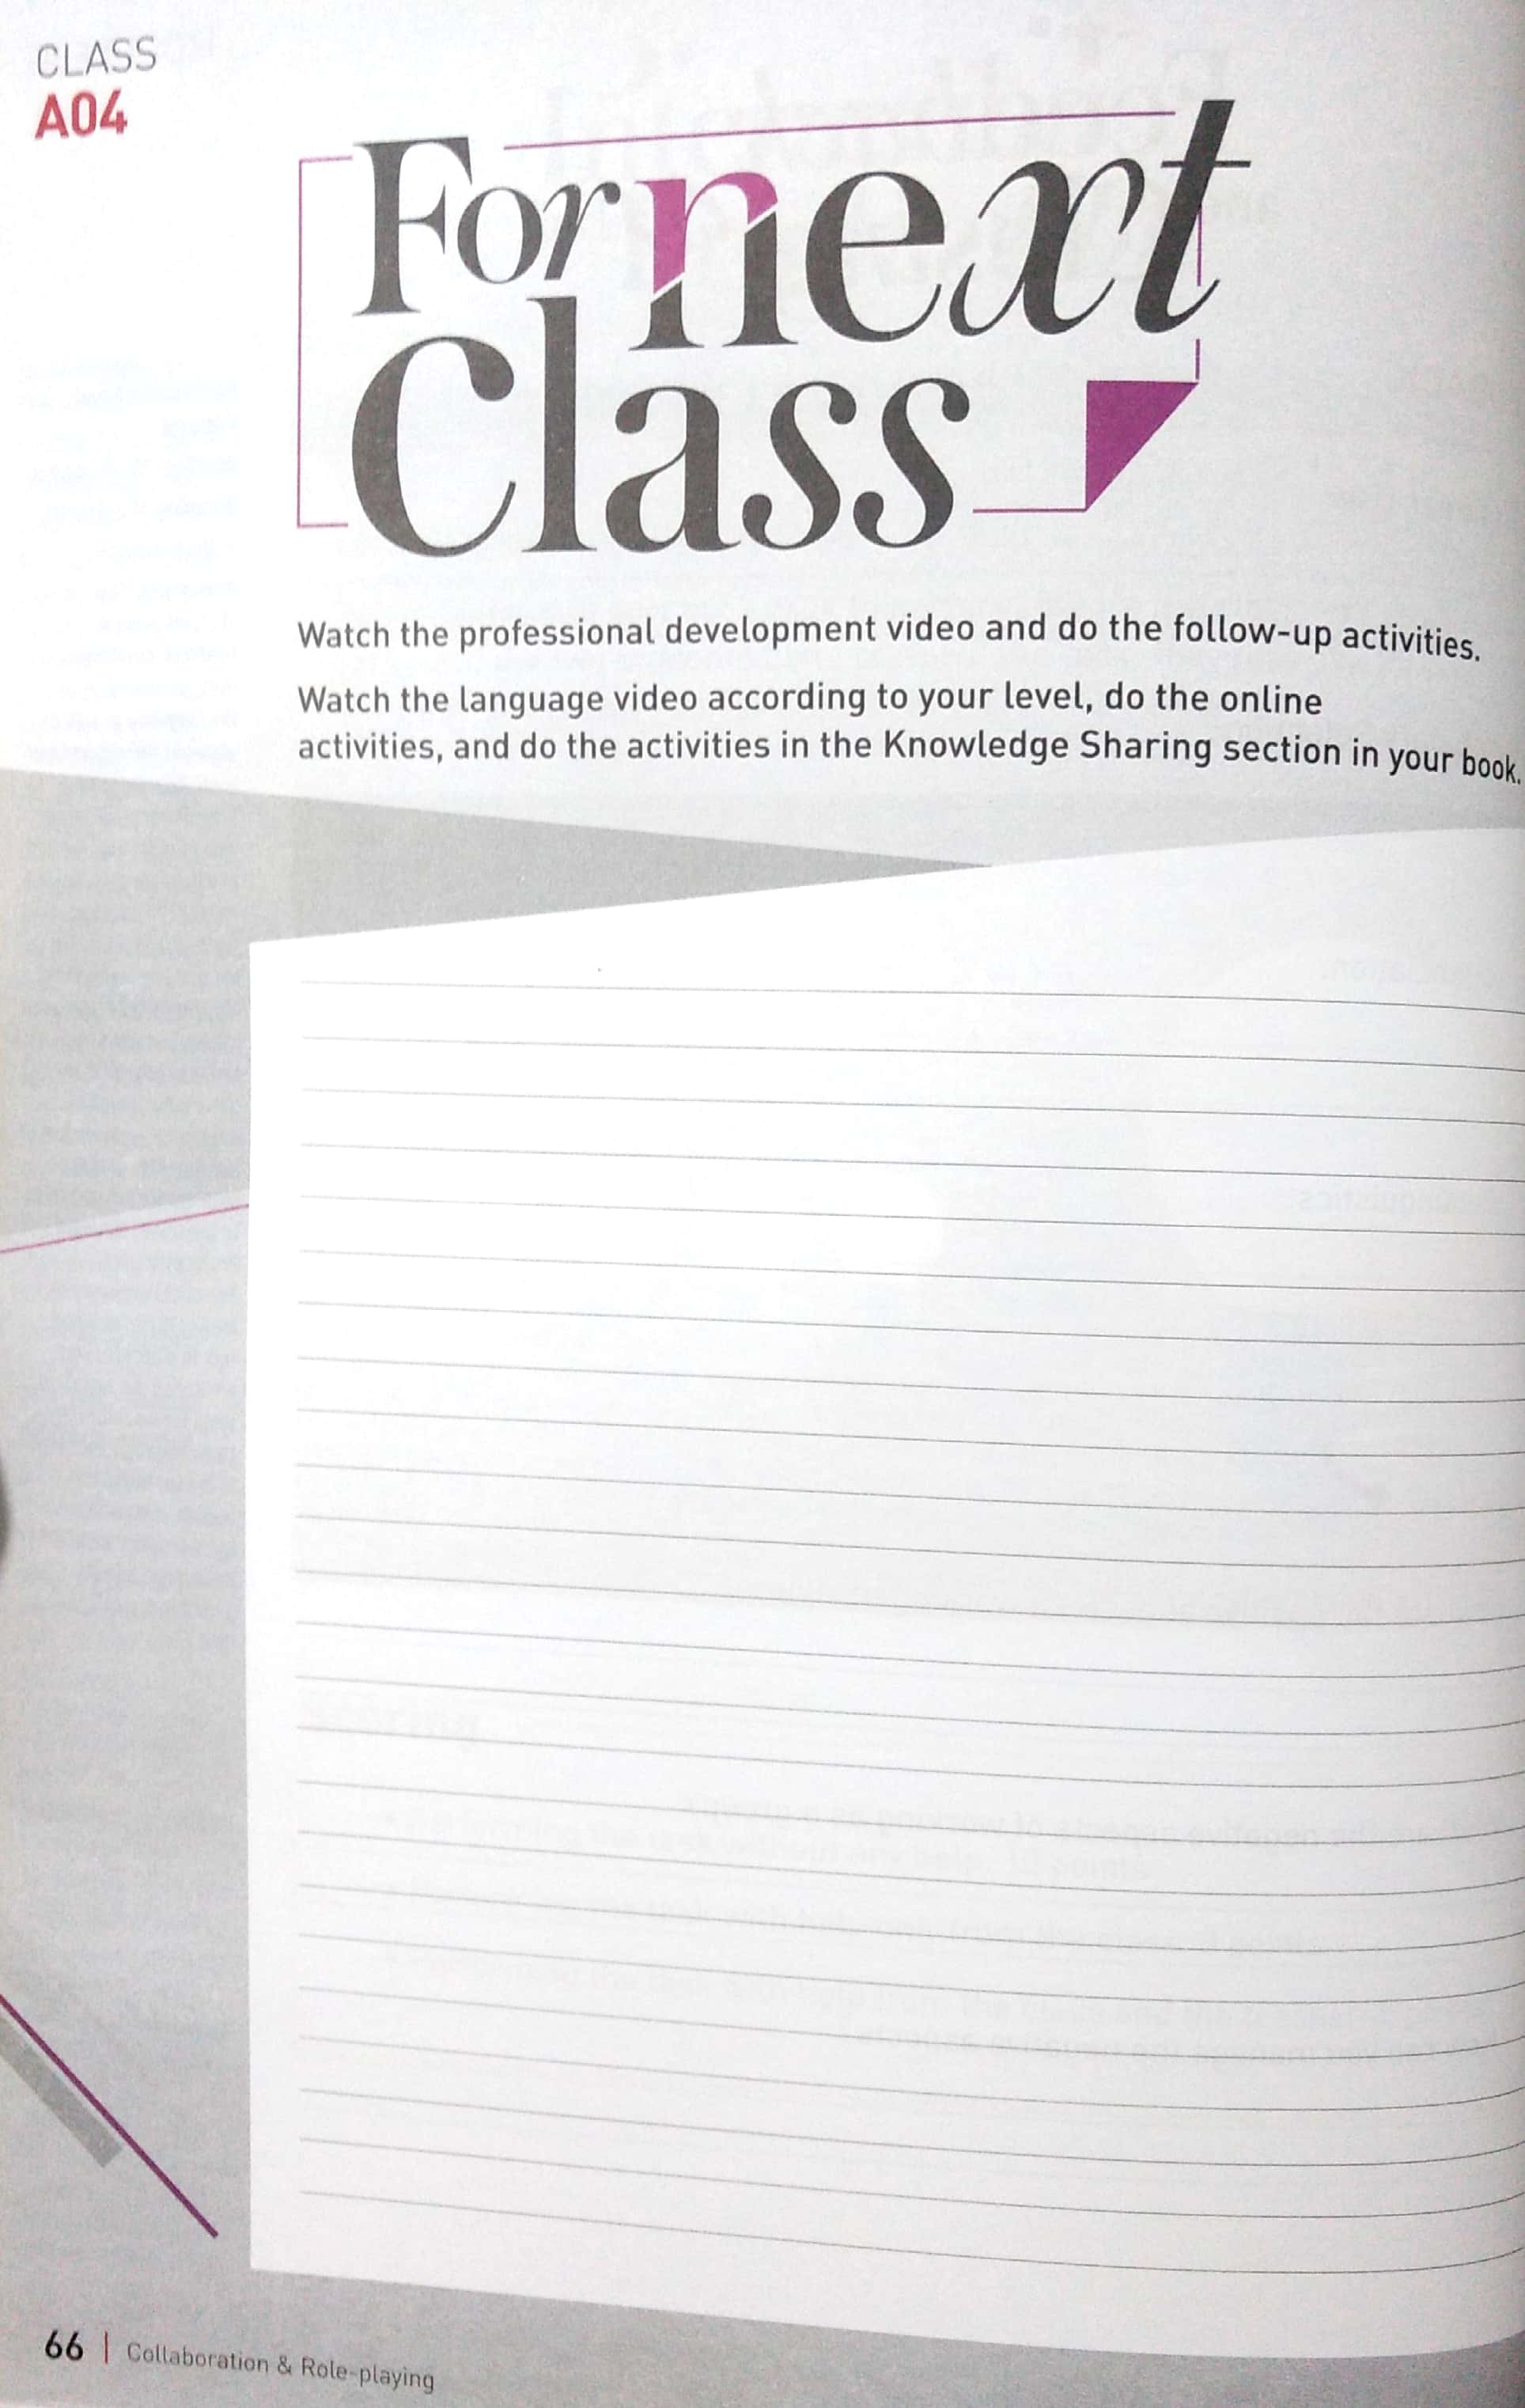 CLASS
A04
For next
Class
Watch the professional development video and do the follow-up activities.
Watch the language video according to your level, do the online
activities, and do the activities in the Knowledge Sharing section in your book.
66 | Collaboration & Role-playing